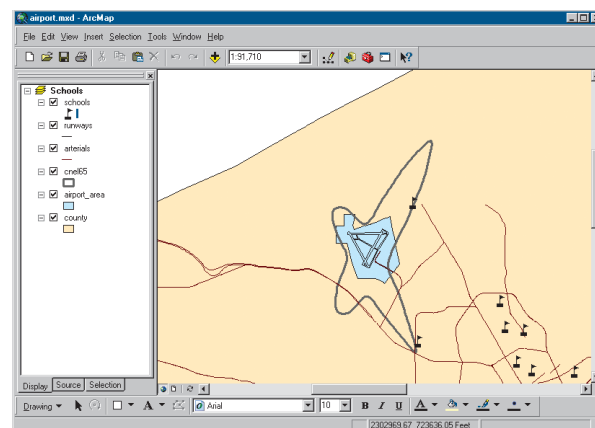 airport.mxd - ArcMap
File Edit View Insert Selection Tools Window Help
1:91,710
Schools
schools
runways
arterials
cnel65
airport_area
county
Display Source Selection
Drawing A Arial 10 B I U A
2302969.67 723636.05 Feet